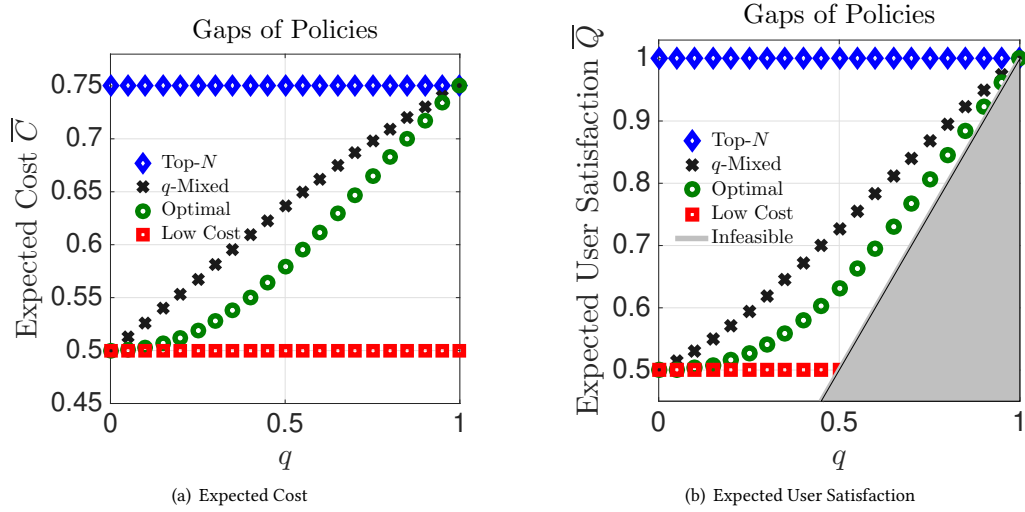 Gaps of Policies
Expected Cost C̅
0.75
0.7
0.65
0.6
0.55
0.5
0.45
Top-N
q-Mixed
Optimal
Low Cost
0
0.5
1
q
(a) Expected Cost
Gaps of Policies
Expected User Satisfaction Q̅
1
0.9
0.8
0.7
0.6
0.5
Top-N
q-Mixed
Optimal
Low Cost
Infeasible
0
0.5
1
q
(b) Expected User Satisfaction